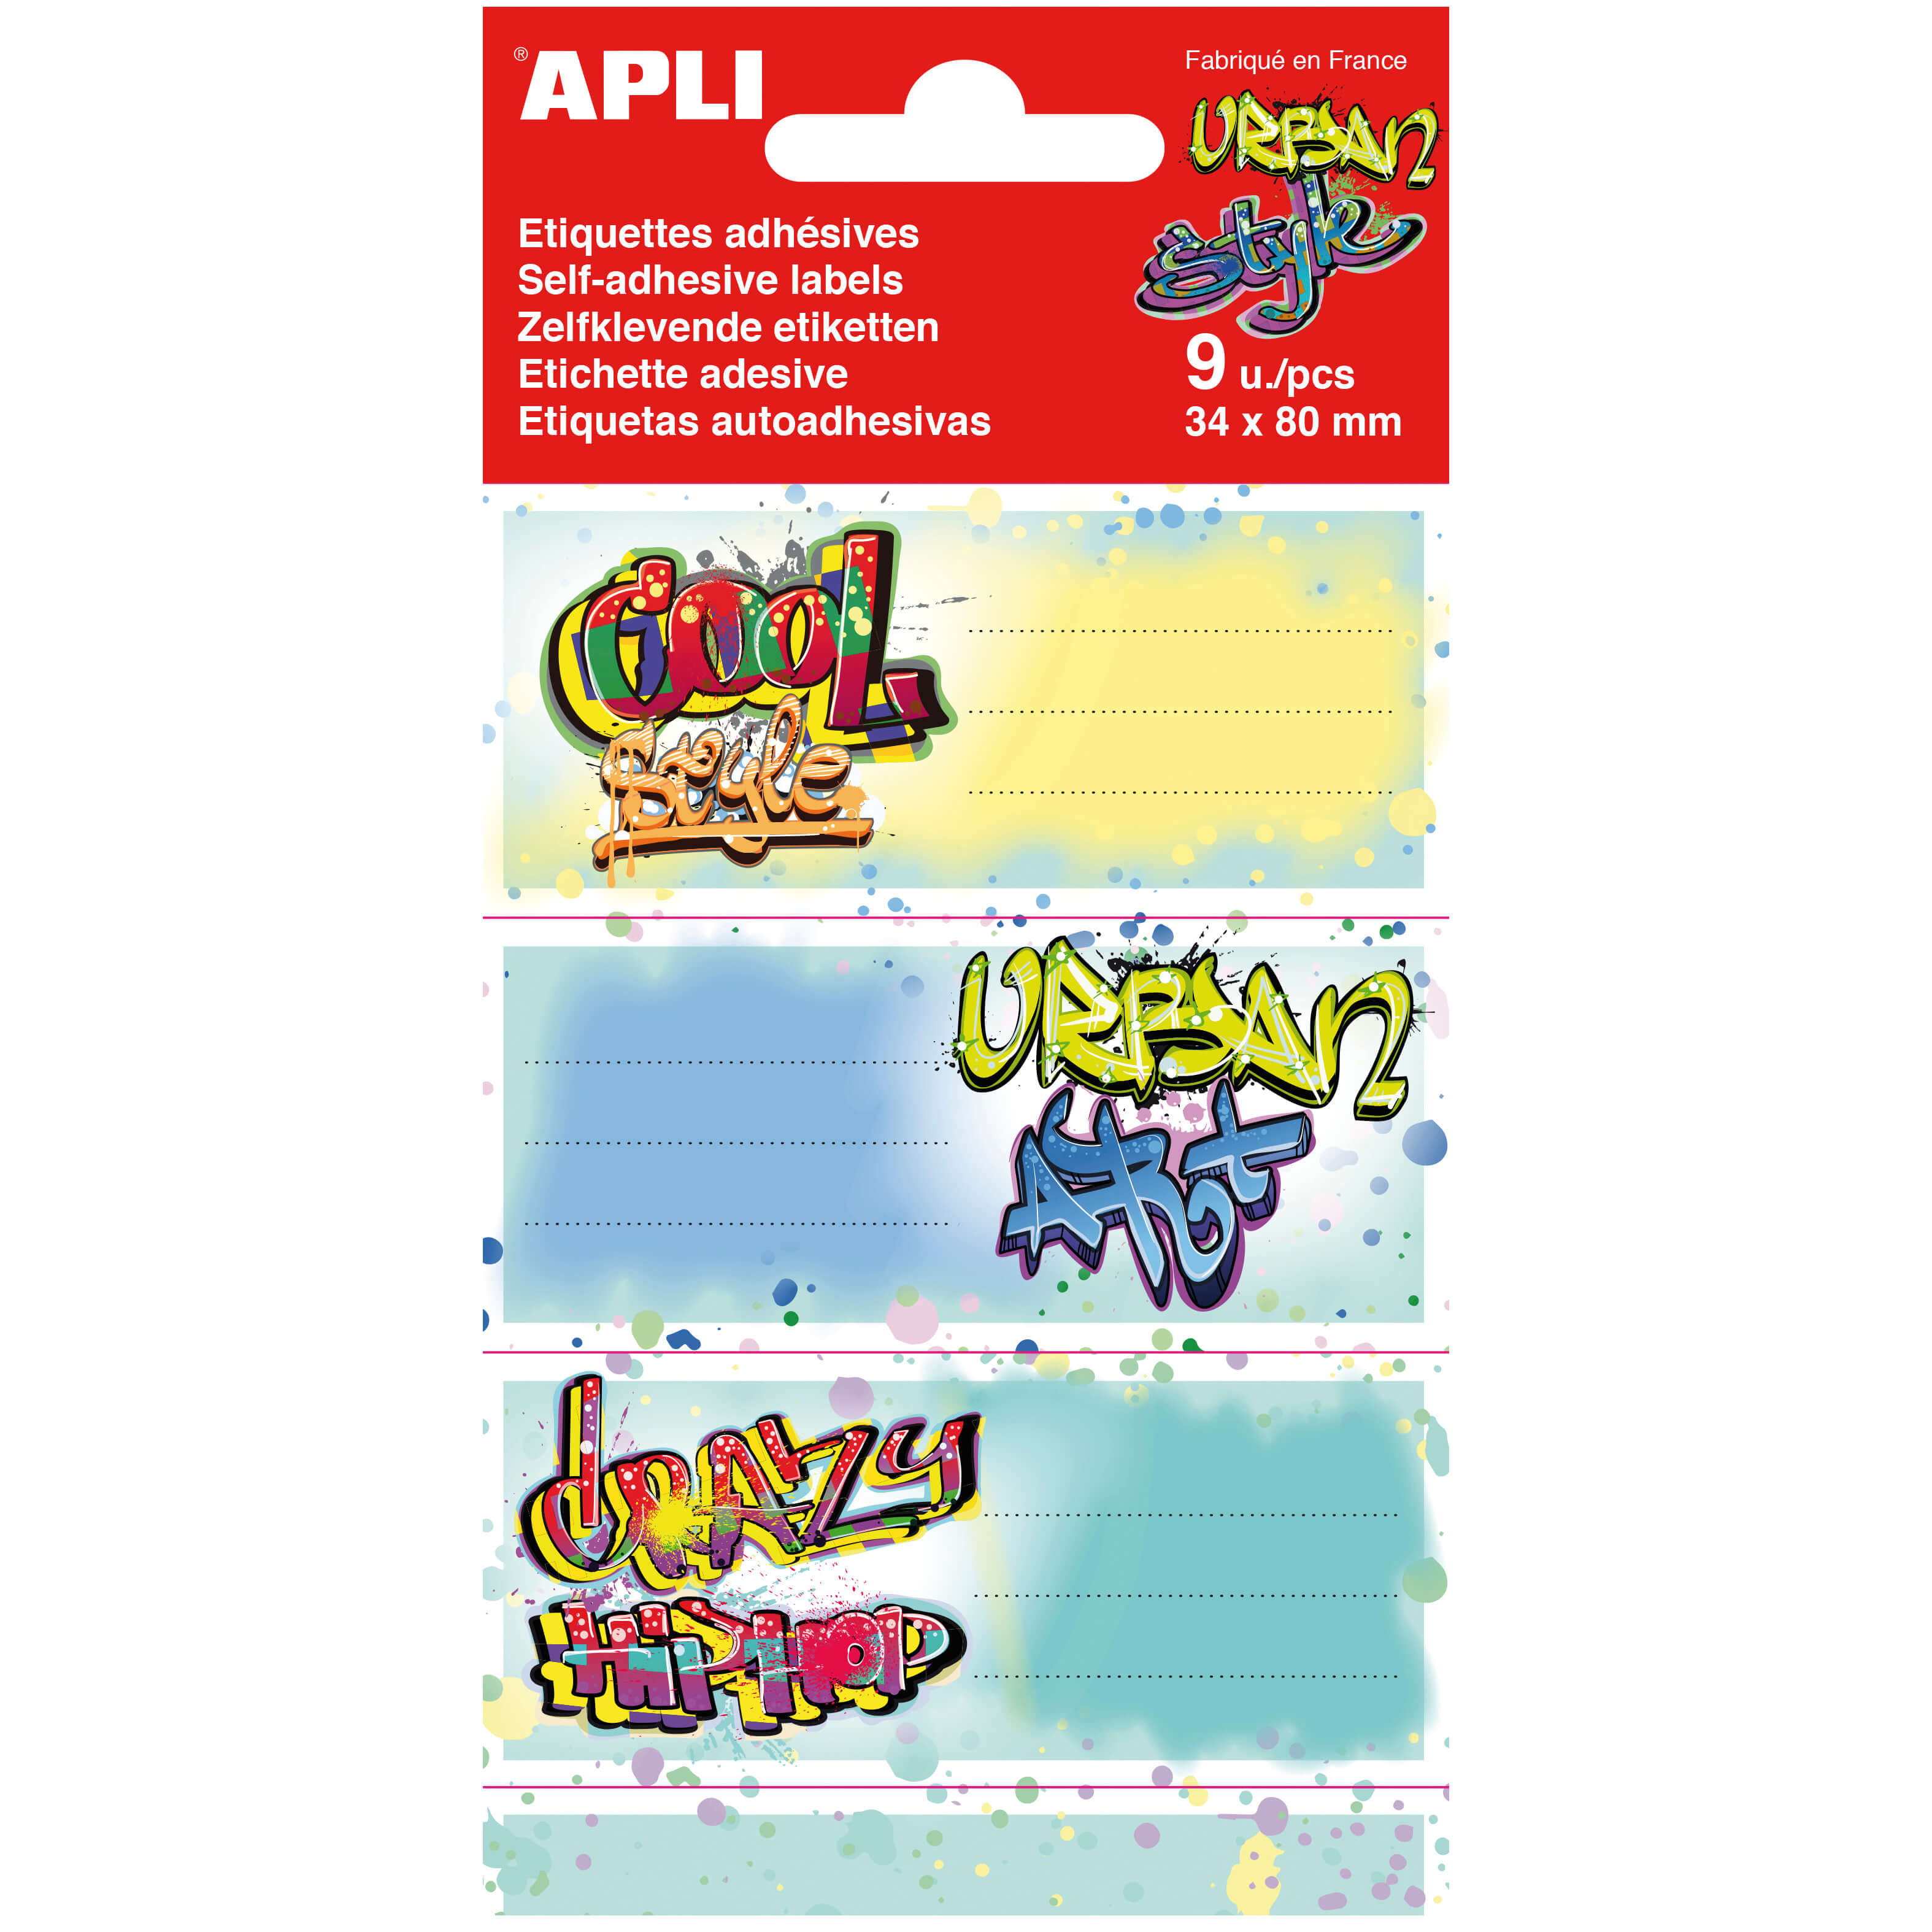 ® APLI
Fabriqué en France
URBAN
Style
Etiquettes adhésives
Self-adhesive labels
Zelfklevende etiketten
Etichette adesive
Etiquetas autoadhesivas
9 u./pcs
34 x 80 mm
COOL
Style
URBAN
ART
CRAZY
HIPHOP